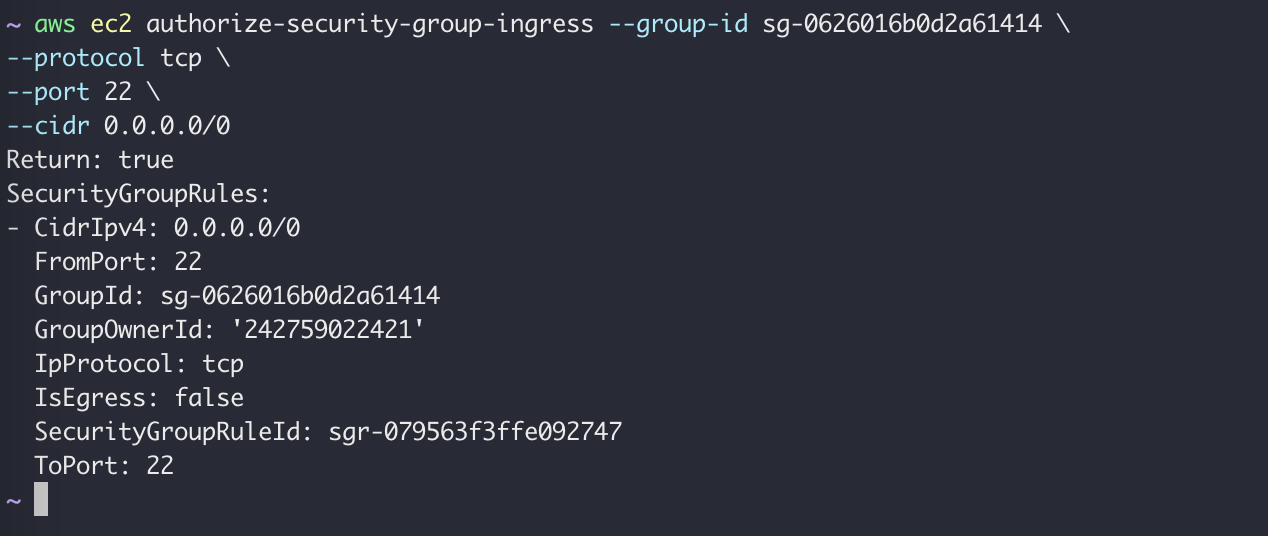 ~ aws ec2 authorize-security-group-ingress --group-id sg-0626016b0d2a61414 \
--protocol tcp \
--port 22 \
--cidr 0.0.0.0/0
Return: true
SecurityGroupRules:
- CidrIpv4: 0.0.0.0/0
  FromPort: 22
  GroupId: sg-0626016b0d2a61414
  GroupOwnerId: '242759022421'
  IpProtocol: tcp
  IsEgress: false
  SecurityGroupRuleId: sgr-079563f3ffe092747
  ToPort: 22
~